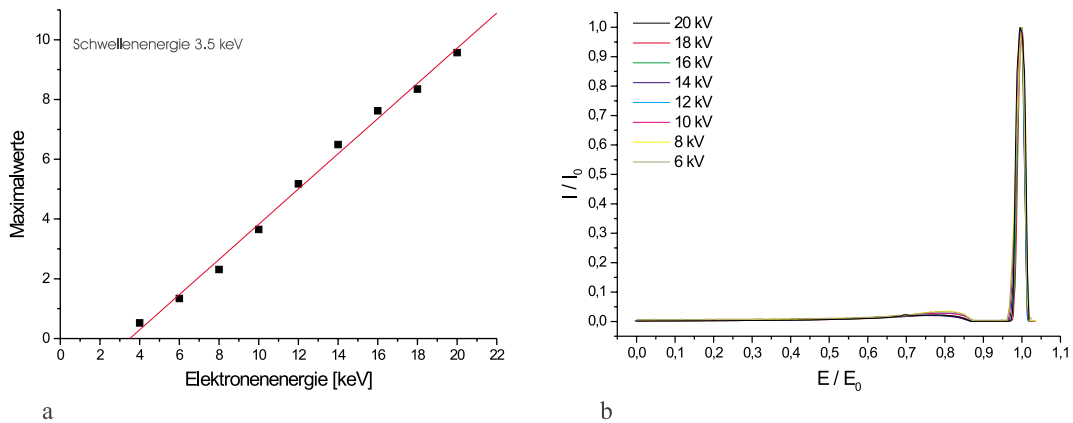 Schwellenenergie 3.5 keV
Maximalwerte
10
8
6
4
2
0
0 2 4 6 8 10 12 14 16 18 20 22
Elektronenenergie [keV]
a
20 kV
18 kV
16 kV
14 kV
12 kV
10 kV
8 kV
6 kV
I / I0
1,0
0,9
0,8
0,7
0,6
0,5
0,4
0,3
0,2
0,1
0,0
0,0 0,1 0,2 0,3 0,4 0,5 0,6 0,7 0,8 0,9 1,0 1,1
E / E0
b